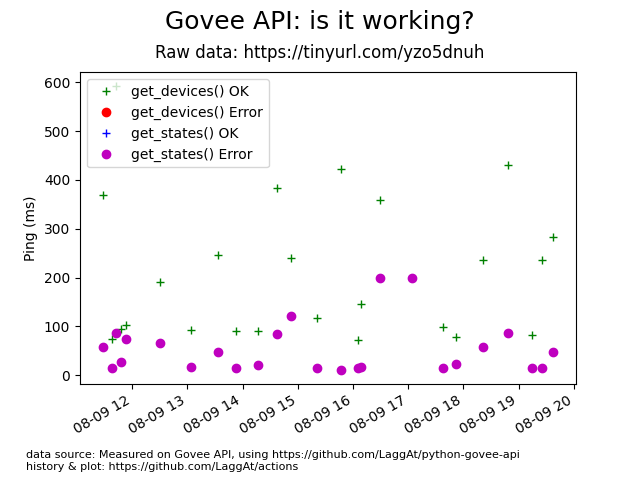 Govee API: is it working?
Raw data: https://tinyurl.com/yzo5dnuh
600
500
400
300
200
100
0
Ping (ms)
get_devices() OK
get_devices() Error
get_states() OK
get_states() Error
08-09 12
08-09 13
08-09 14
08-09 15
08-09 16
08-09 17
08-09 18
08-09 19
08-09 20
data source: Measured on Govee API, using https://github.com/LaggAt/python-govee-api
history & plot: https://github.com/LaggAt/actions